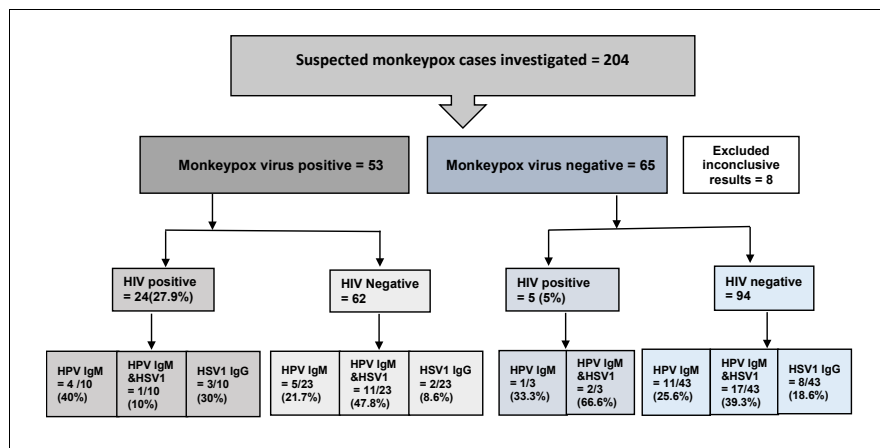 Suspected monkeypox cases investigated = 204
Monkeypox virus positive = 53
Monkeypox virus negative = 65
Excluded
inconclusive
results = 8
HIV positive
= 24(27.9%)
HIV Negative
= 62
HIV positive
= 5 (5%)
HIV negative
= 94
HPV IgM
= 4 /10
(40%)
HPV IgM
&HSV1
= 1/10
(10%)
HSV1 IgG
= 3/10
(30%)
HPV IgM
= 5/23
(21.7%)
HPV IgM
&HSV1
= 11/23
(47.8%)
HSV1 IgG
= 2/23
(8.6%)
HPV IgM
= 1/3
(33.3%)
HPV IgM
&HSV1
= 2/3
(66.6%)
HPV IgM
= 11/43
(25.6%)
HPV IgM
&HSV1
= 17/43
(39.3%)
HSV1 IgG
= 8/43
(18.6%)